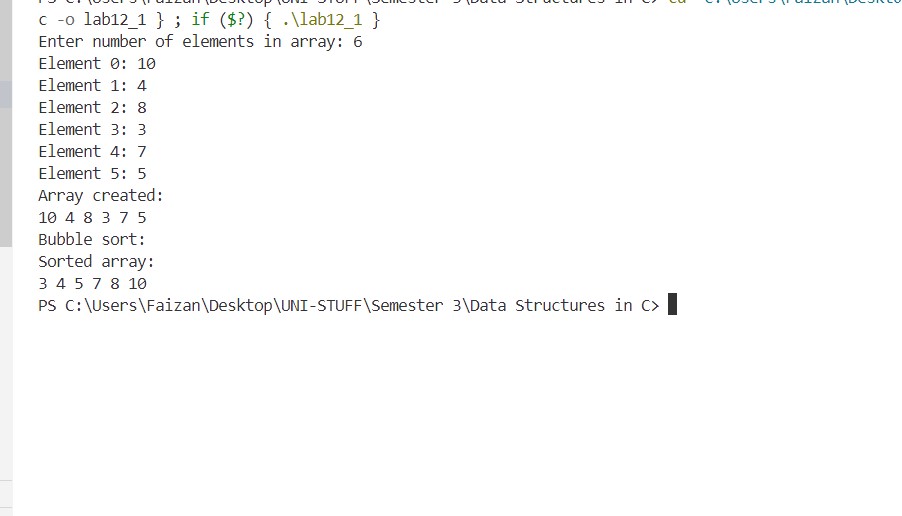 PS C:\Users\Faizan\Desktop\UNI-STUFF\Semester 3\Data Structures in C> cd "c:\Users\Faizan\Deskto
c -o lab12_1 } ; if ($?) { .\lab12_1 }
Enter number of elements in array: 6
Element 0: 10
Element 1: 4
Element 2: 8
Element 3: 3
Element 4: 7
Element 5: 5
Array created:
10 4 8 3 7 5
Bubble sort:
Sorted array:
3 4 5 7 8 10
PS C:\Users\Faizan\Desktop\UNI-STUFF\Semester 3\Data Structures in C>